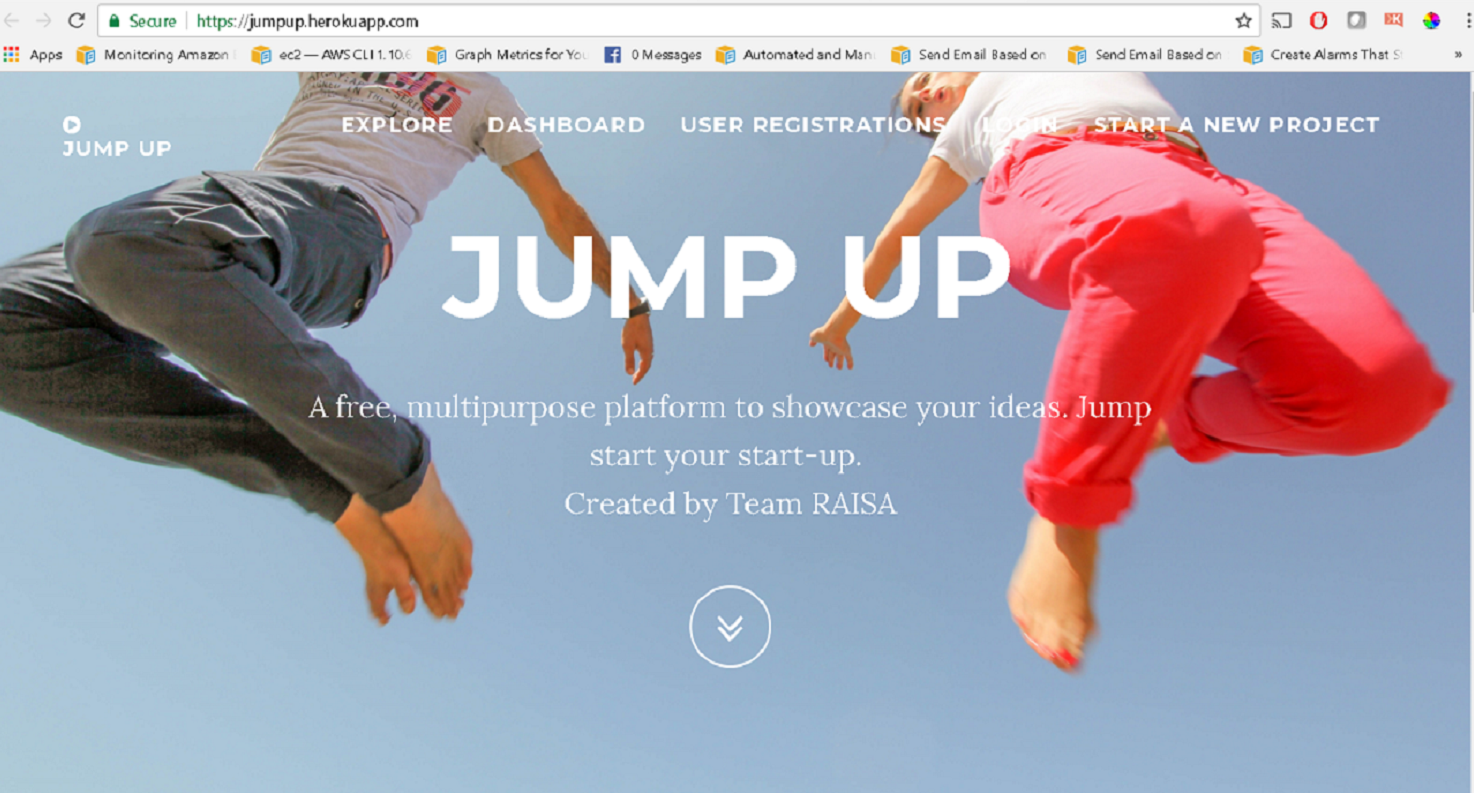 Secure https://jumpup.herokuapp.com
Apps Monitoring Amazon ec2 — AWS CLI 1.10.6 Graph Metrics for You 0 Messages Automated and Man Send Email Based on Send Email Based on Create Alarms That S »
EXPLORE DASHBOARD USER REGISTRATIONS LOGIN START A NEW PROJECT
JUMP UP
JUMP UP
A free, multipurpose platform to showcase your ideas. Jump
start your start-up.
Created by Team RAISA